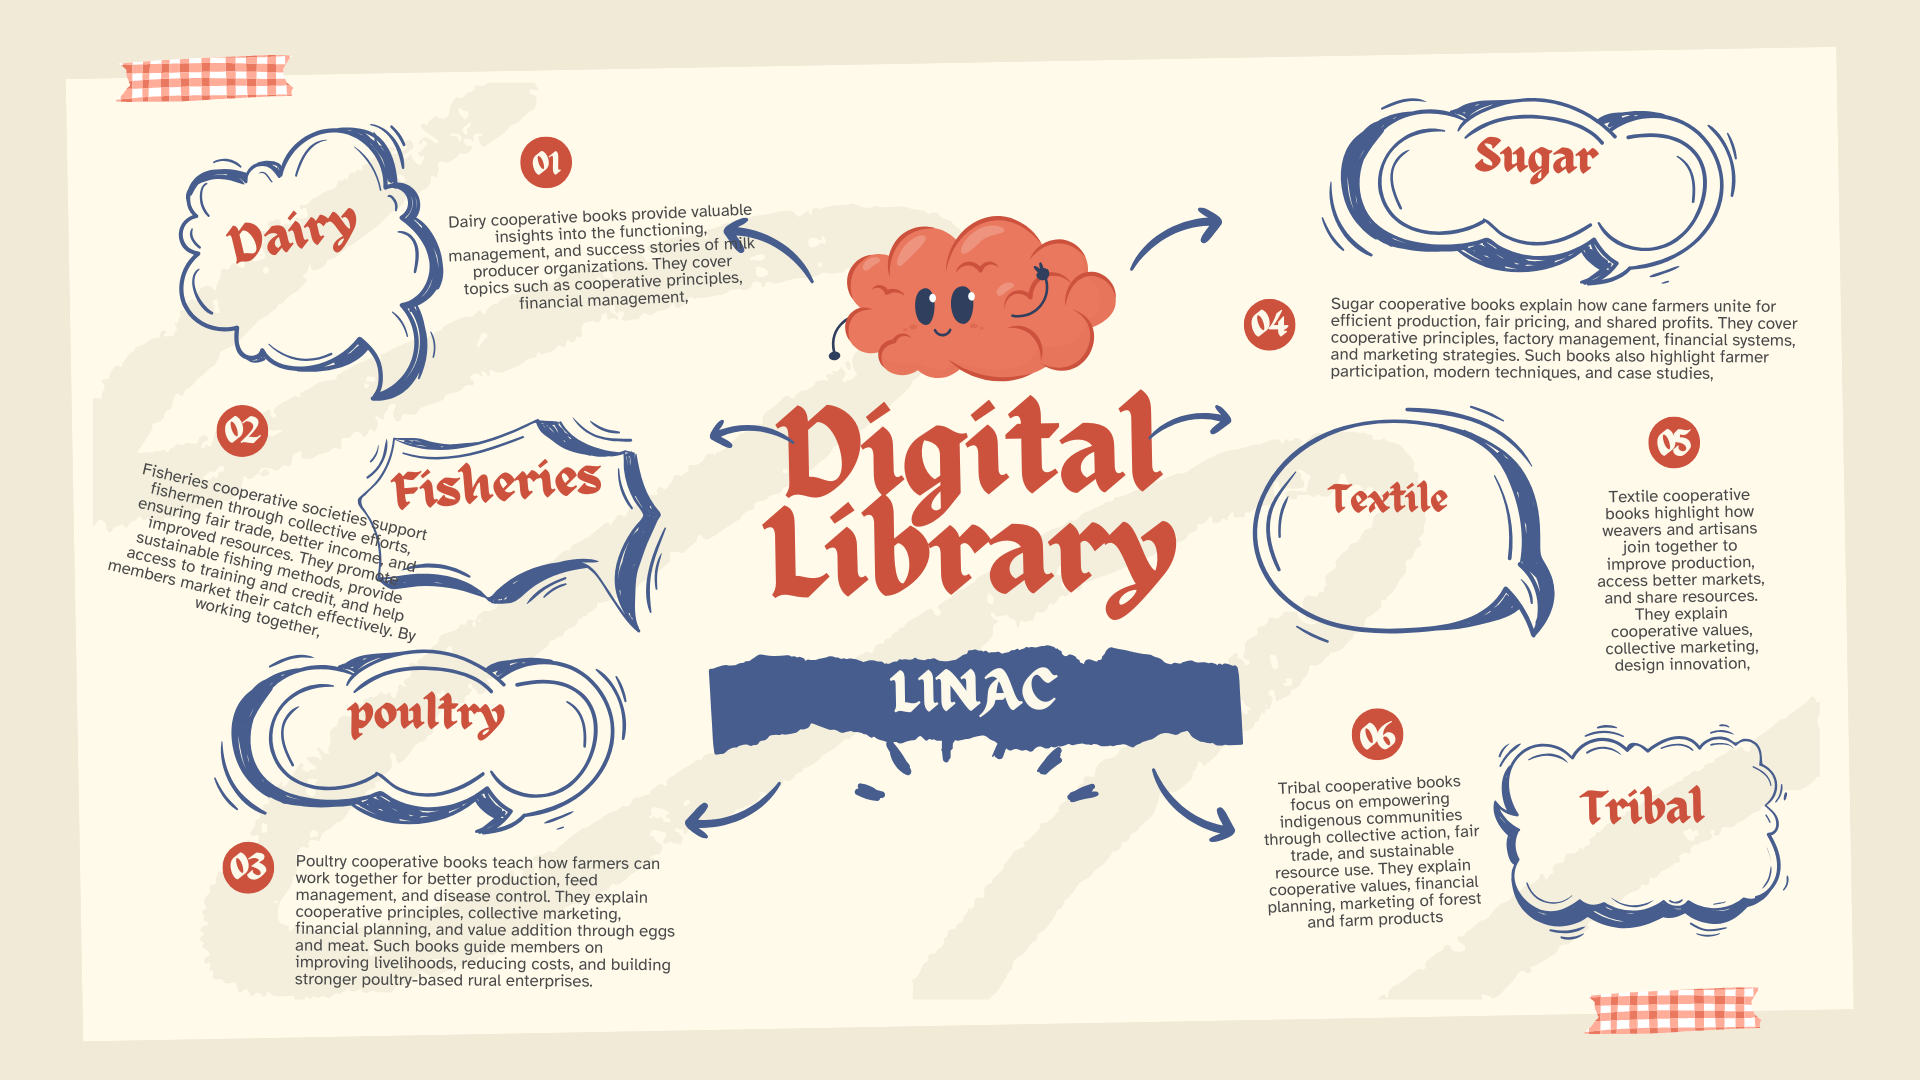 Digital
Library
LINAC
01
Dairy
Dairy cooperative books provide valuable
insights into the functioning,
management, and success stories of milk
producer organizations. They cover
topics such as cooperative principles,
financial management,
02
Fisheries
Fisheries cooperative societies support
fishermen through collective efforts,
ensuring fair trade, better income, and
improved resources. They promote
sustainable fishing methods, provide
access to training and credit, and help
members market their catch effectively. By
working together,
poultry
03
Poultry cooperative books teach how farmers can
work together for better production, feed
management, and disease control. They explain
cooperative principles, collective marketing,
financial planning, and value addition through eggs
and meat. Such books guide members on
improving livelihoods, reducing costs, and building
stronger poultry-based rural enterprises.
Sugar
04
Sugar cooperative books explain how cane farmers unite for
efficient production, fair pricing, and shared profits. They cover
cooperative principles, factory management, financial systems,
and marketing strategies. Such books also highlight farmer
participation, modern techniques, and case studies,
Textile
05
Textile cooperative
books highlight how
weavers and artisans
join together to
improve production,
access better markets,
and share resources.
They explain
cooperative values,
collective marketing,
design innovation,
06
Tribal
Tribal cooperative books
focus on empowering
indigenous communities
through collective action, fair
trade, and sustainable
resource use. They explain
cooperative values, financial
planning, marketing of forest
and farm products